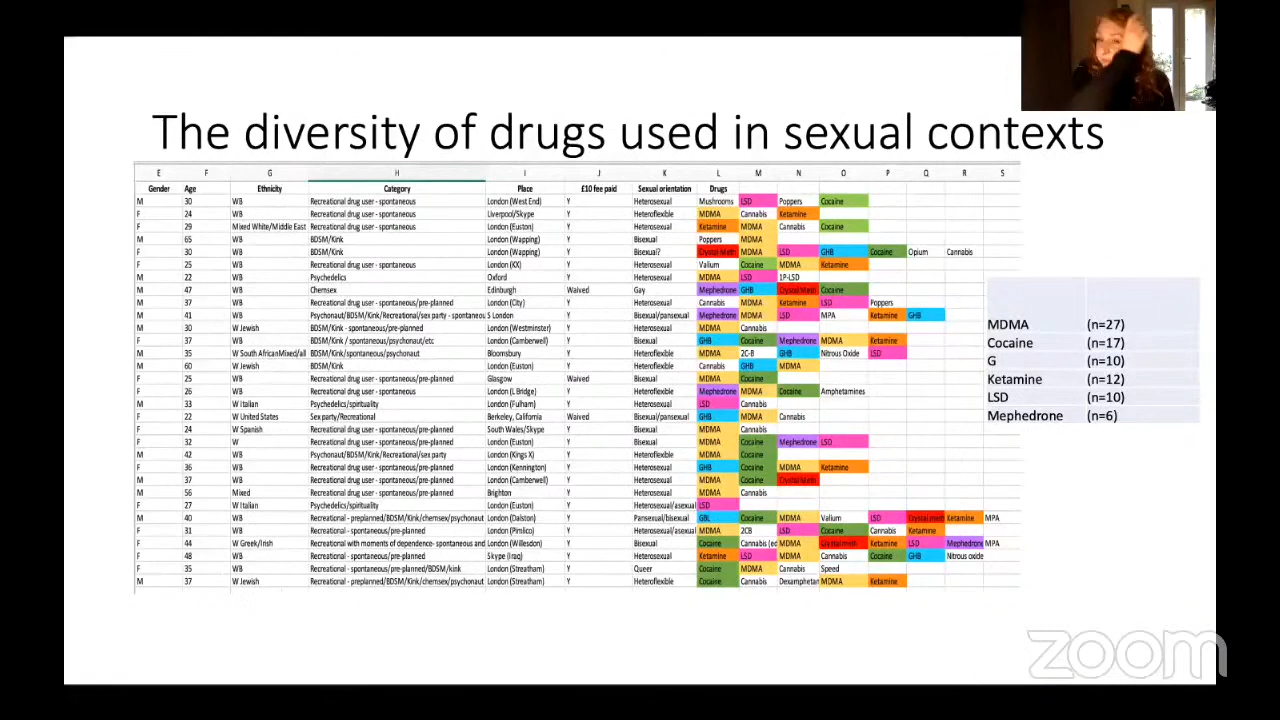 The diversity of drugs used in sexual contexts
E F G H I J K L M N O P Q R S
Gender Age Ethnicity Category Place £10 fee paid Sexual orientation Drugs
M 30 WB Recreational drug user - spontaneous London (West End) Y Heterosexual Mushrooms LSD Poppers Cocaine
F 24 WB Recreational drug user - spontaneous Liverpool/Skype Y Heteroflexible MDMA Cannabis Ketamine
F 29 Mixed White/Middle East Recreational drug user - spontaneous London (Euston) Y Heterosexual Ketamine MDMA Cannabis Cocaine
M 65 WB BDSM/Kink London (Wapping) Y Bisexual Poppers MDMA
F 30 WB BDSM/Kink London (Wapping) Y Bisexual? Crystal Meth MDMA LSD GHB Cocaine Opium Cannabis
F 25 WB Recreational drug user - spontaneous London (KX) Y Heterosexual Valium Cocaine MDMA Ketamine
M 22 WB Psychedelics Oxford Y Heterosexual MDMA LSD 1P-LSD
M 47 WB Chemsex Edinburgh Waived Gay Mephedrone GHB Crystal Meth Cocaine
M 37 WB Recreational drug user - spontaneous/pre-planned London (City) Y Heterosexual Cannabis MDMA Ketamine LSD Poppers
M 41 WB Psychonaut/BDSM/Kink/Recreational/sex party - spontaneou S London Y Bisexual/pansexual Mephedrone MDMA LSD MPA Ketamine GHB
M 30 W Jewish BDSM/Kink - spontaneous/pre-planned London (Westminster) Y Heterosexual MDMA Cannabis
F 37 WB BDSM/Kink / spontaneous/psychonaut/etc London (Camberwell) Y Bisexual GHB Cocaine Mephedrone MDMA Ketamine
M 35 W South AfricanMixed/all BDSM/Kink/spontaneous/psychonaut Bloomsbury Y Heteroflexible MDMA 2C-B GHB Nitrous Oxide LSD
M 60 W Jewish BDSM/Kink London Y Heteroflexible Cannabis GHB MDMA
F 25 WB Recreational drug user - spontaneous/pre-planned Glasgow Waived Bisexual MDMA Cocaine
F 26 WB Recreational drug user - spontaneous/pre-planned London (L Bridge) Y Heterosexual Mephedrone MDMA Cocaine Amphetamines
M 33 W Italian Psychedelics/spirituality London (Fulham) Y Heterosexual LSD Cannabis
F 22 W United States Sex party/Recreational Berkeley, California Waived Bisexual/pansexual GHB MDMA Cannabis
F 24 W Spanish Recreational drug user - spontaneous/pre-planned South Wales/Skype Y Bisexual MDMA Cannabis
F 32 W Recreational drug user - spontaneous/pre-planned London (Euston) Y Bisexual MDMA Cocaine Mephedrone LSD
M 42 WB Psychonaut/BDSM/Kink/Recreational/sex party London (Kings X) Y Heteroflexible MDMA Cocaine
F 36 WB Recreational drug user - spontaneous/pre-planned London (Kennington) Y Bisexual GHB Cocaine MDMA Ketamine
M 37 WB Recreational drug user - spontaneous/pre-planned London (Camberwell) Y Heterosexual MDMA Cocaine Crystal Meth
M 56 Mixed Recreational drug user - spontaneous/pre-planned Brighton Y Heterosexual MDMA Cannabis
F 27 W Italian Psychedelics/spirituality London (Euston) Y Heterosexual/asexual LSD
M 40 WB Recreational - preplanned/BDSM/Kink/chemsex/psychonaut London (Dalston) Y Pansexual/bisexual GBL Cocaine MDMA Valium LSD Crystal meth Ketamine MPA
F 31 WB Recreational drug user - spontaneous/pre-planned London (Pimlico) Y Heterosexual/asexual MDMA 2CB LSD Cocaine Cannabis Ketamine
F 44 W Greek/Irish Recreational with moments of dependence- spontaneous and London (Willesdon) Y Bisexual Cocaine Cannabis (ed MDMA Crystal meth Ketamine LSD Mephedrone MPA
F 48 WB Recreational - spontaneous/pre-planned Skype (Iraq) Y Heterosexual Ketamine LSD MDMA Cannabis Cocaine GHB Nitrous oxide
F 35 WB Recreational - spontaneous/pre-planned/BDSM/kink London (Streatham) Y Queer Cocaine MDMA Cannabis Speed
M 37 W Jewish Recreational - preplanned/BDSM/Kink/chemsex/psychonaut London (Streatham) Y Heteroflexible Cocaine Cannabis Dexamphetan MDMA Ketamine
MDMA (n=27)
Cocaine (n=17)
G (n=10)
Ketamine (n=12)
LSD (n=10)
Mephedrone (n=6)
zoom